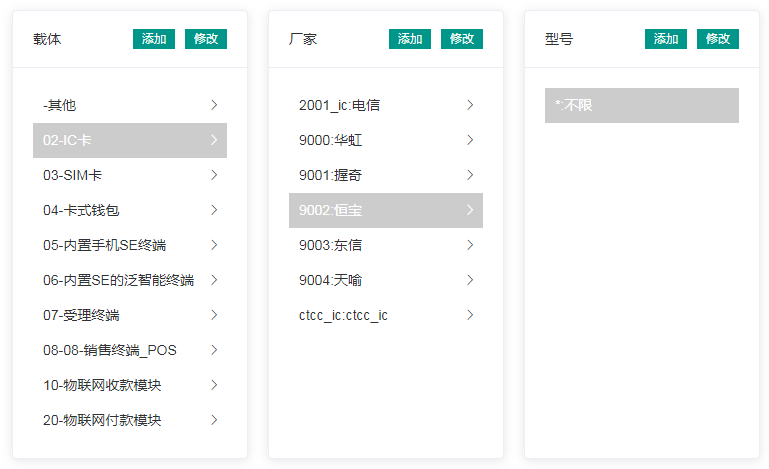 载体 添加 修改
-其他
02-IC卡
03-SIM卡
04-卡式钱包
05-内置手机SE终端
06-内置SE的泛智能终端
07-受理终端
08-08-销售终端_POS
10-物联网收款模块
20-物联网付款模块
厂家 添加 修改
2001_ic:电信
9000:华虹
9001:握奇
9002:恒宝
9003:东信
9004:天喻
ctcc_ic:ctcc_ic
型号 添加 修改
*:不限